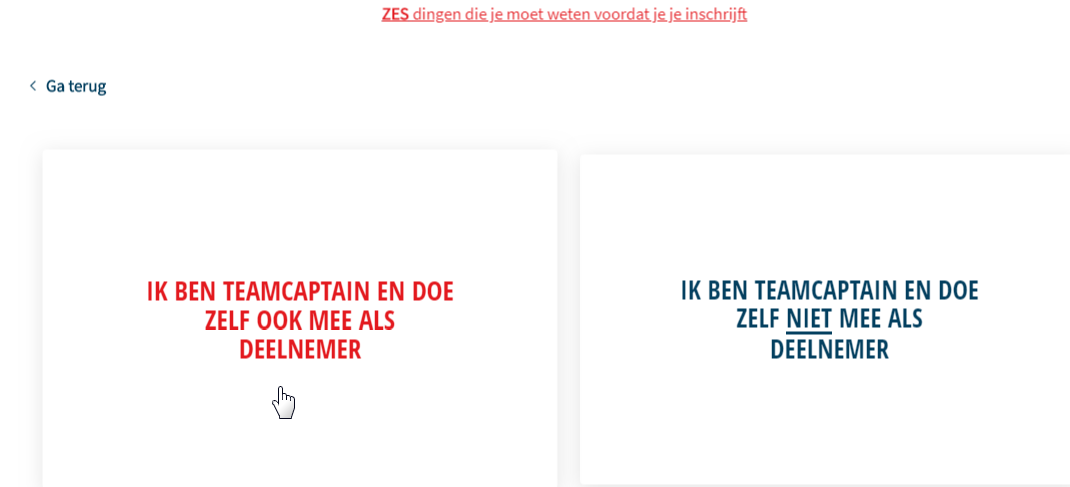 ZES dingen die je moet weten voordat je je inschrijft
Ga terug
IK BEN TEAMCAPTAIN EN DOE
ZELF OOK MEE ALS
DEELNEMER
IK BEN TEAMCAPTAIN EN DOE
ZELF NIET MEE ALS
DEELNEMER